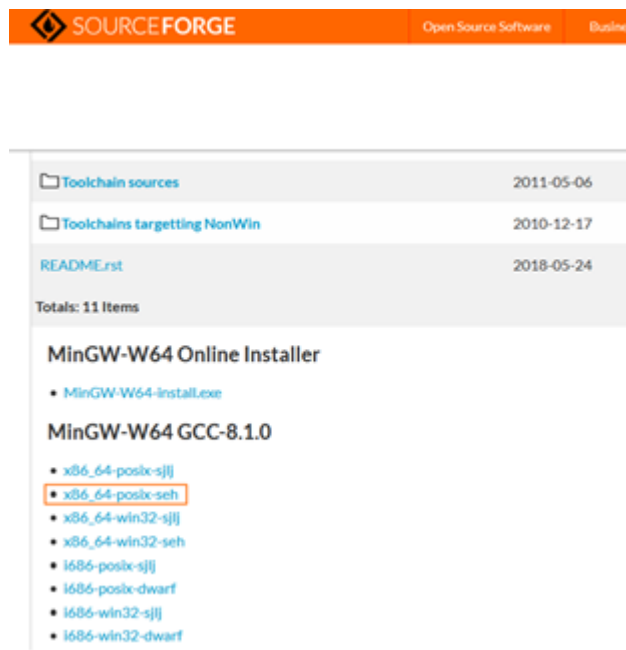 SOURCEFORGE Open Source Software
Toolchain sources 2011-05-06
Toolchains targetting NonWin 2010-12-17
README.rst 2018-05-24
Totals: 11 Items
MinGW-W64 Online Installer
• MinGW-W64-install.exe
MinGW-W64 GCC-8.1.0
• x86_64-posix-sjlj
• x86_64-posix-seh
• x86_64-win32-sjlj
• x86_64-win32-seh
• i686-posix-sjlj
• i686-posix-dwarf
• i686-win32-sjlj
• i686-win32-dwarf